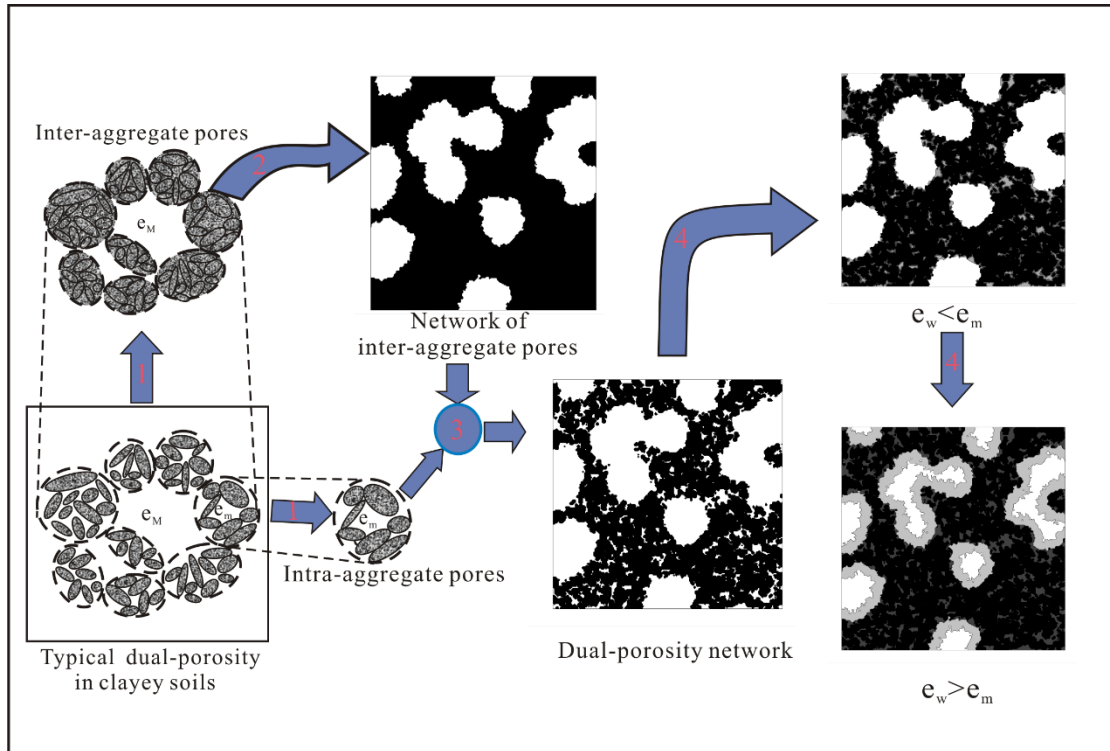 Inter-aggregate pores
2
e_M
1
Network of
inter-aggregate pores
3
e_M
e_m
1
e_m
Intra-aggregate pores
Typical dual-porosity
in clayey soils
Dual-porosity network
4
e_w<e_m
4
e_w>e_m